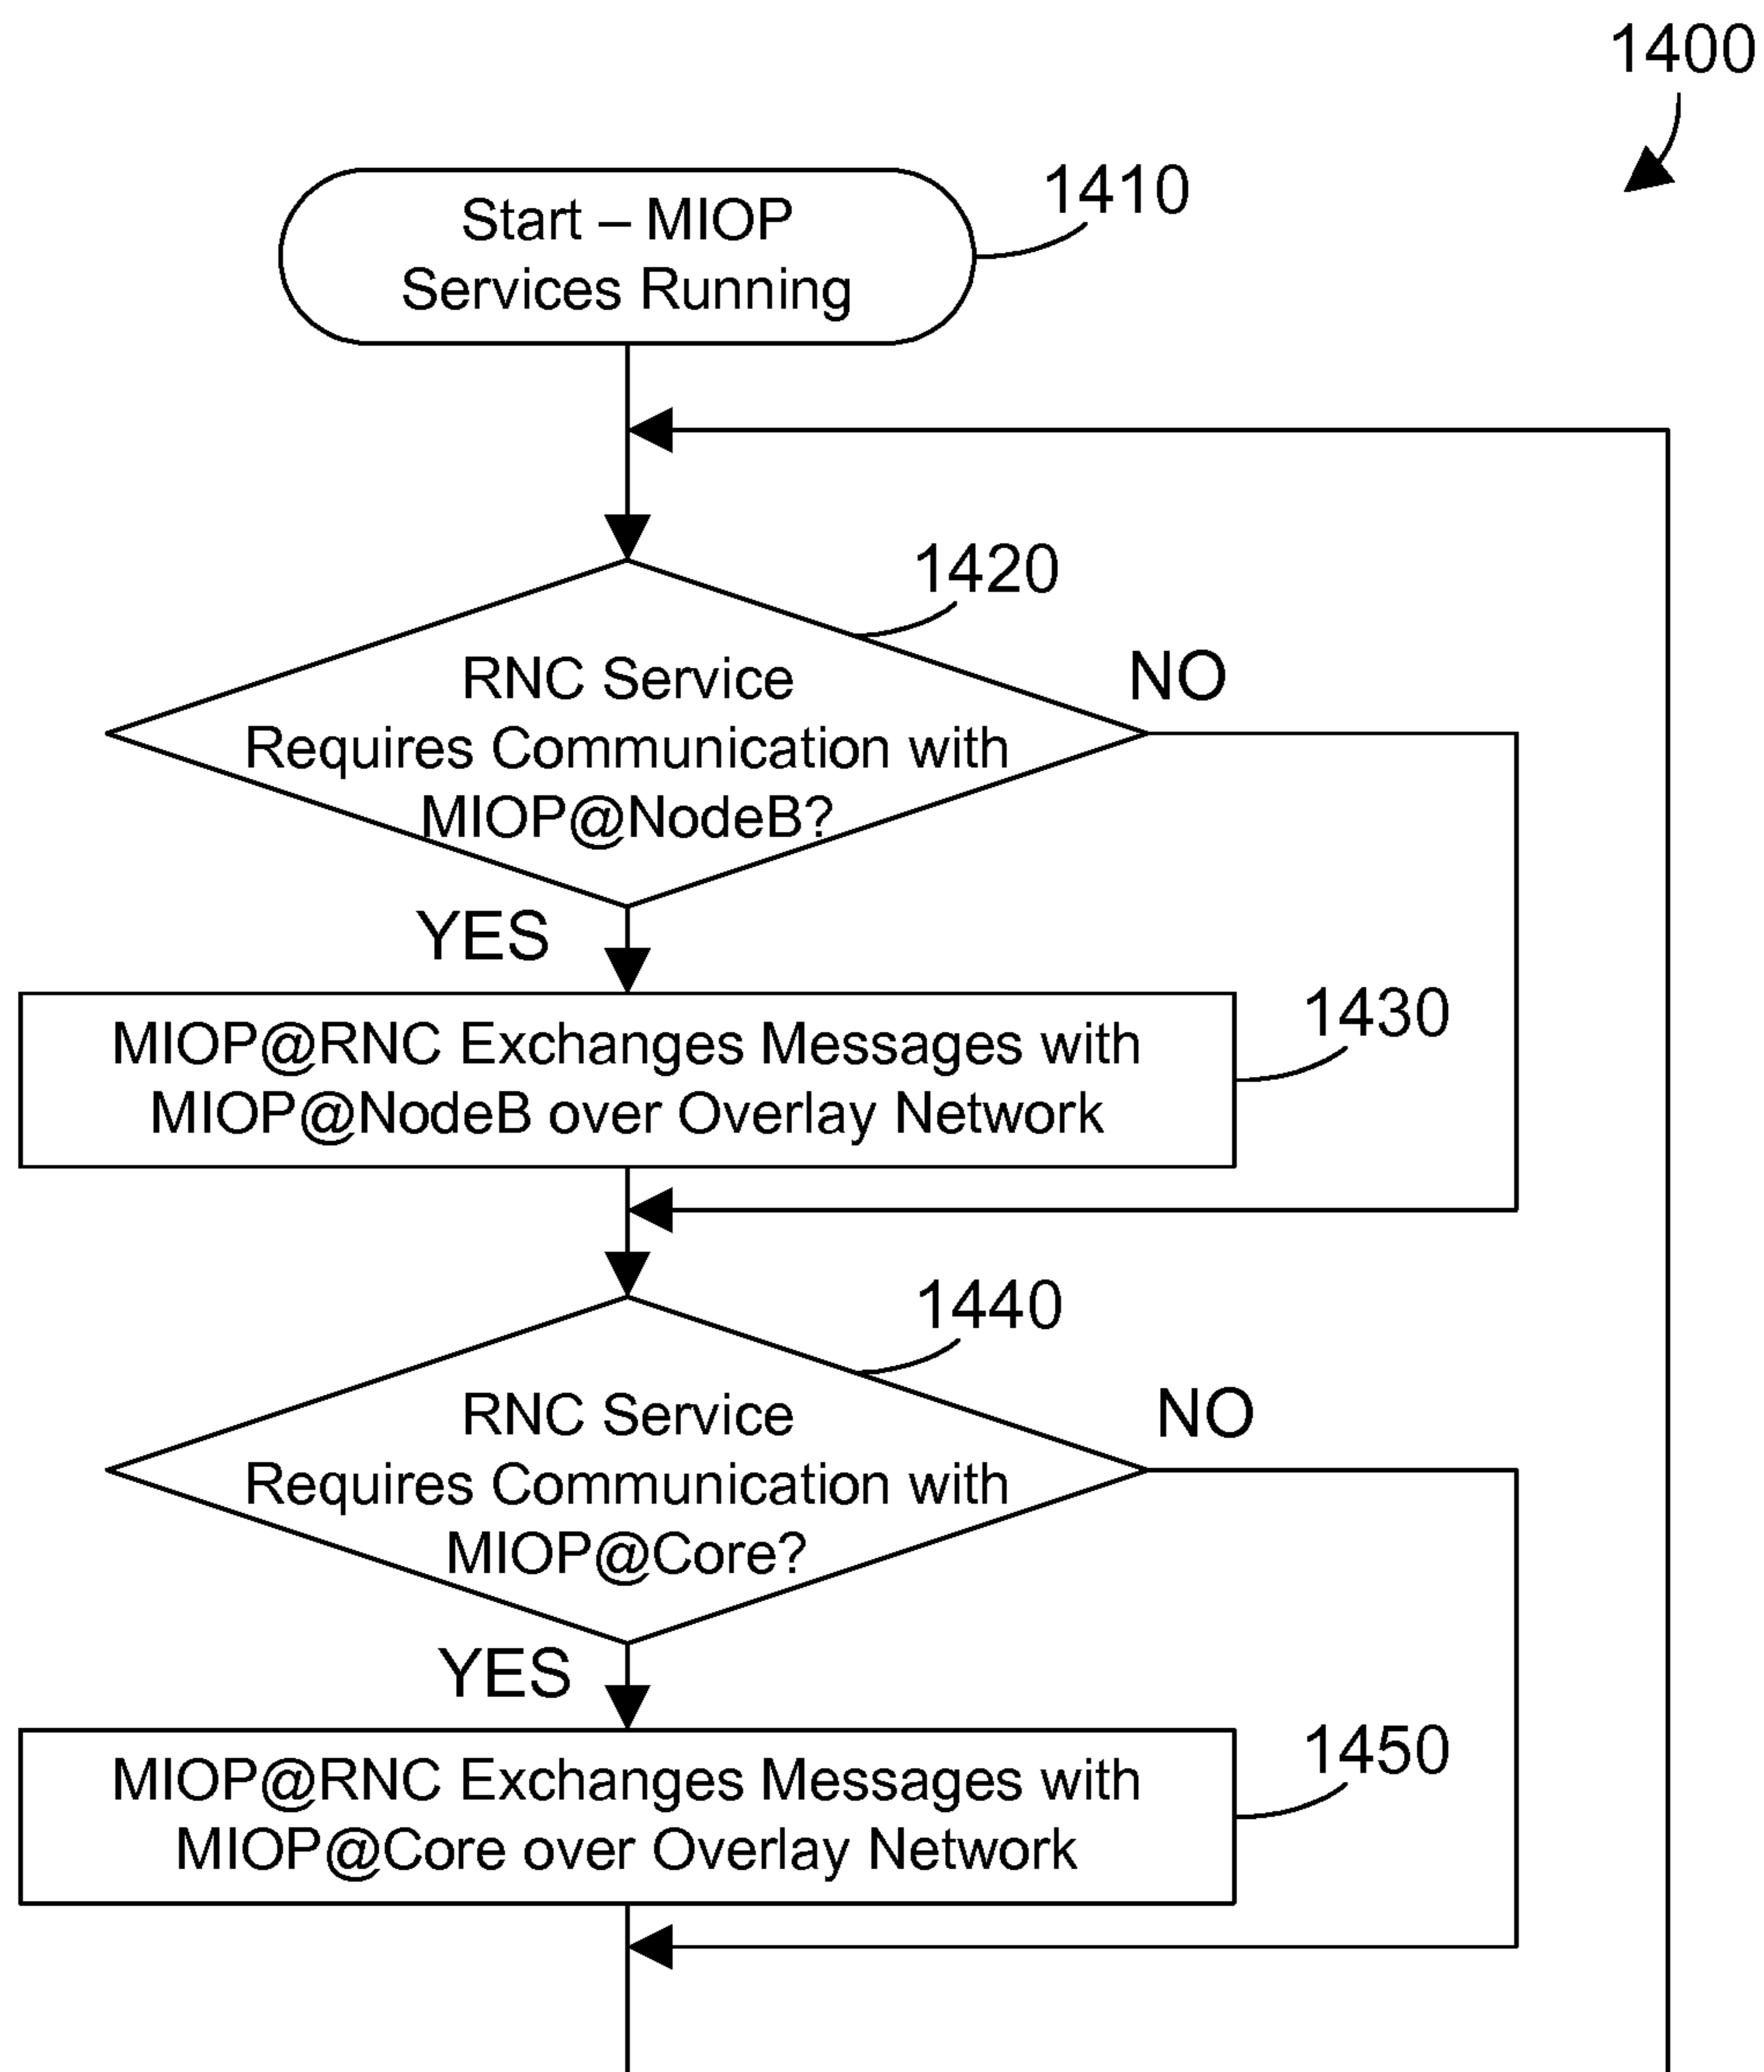 1400
1410
Start – MIOP
Services Running
1420
RNC Service
Requires Communication with
MIOP@NodeB?
NO
YES
1430
MIOP@RNC Exchanges Messages with
MIOP@NodeB over Overlay Network
1440
RNC Service
Requires Communication with
MIOP@Core?
NO
YES
1450
MIOP@RNC Exchanges Messages with
MIOP@Core over Overlay Network